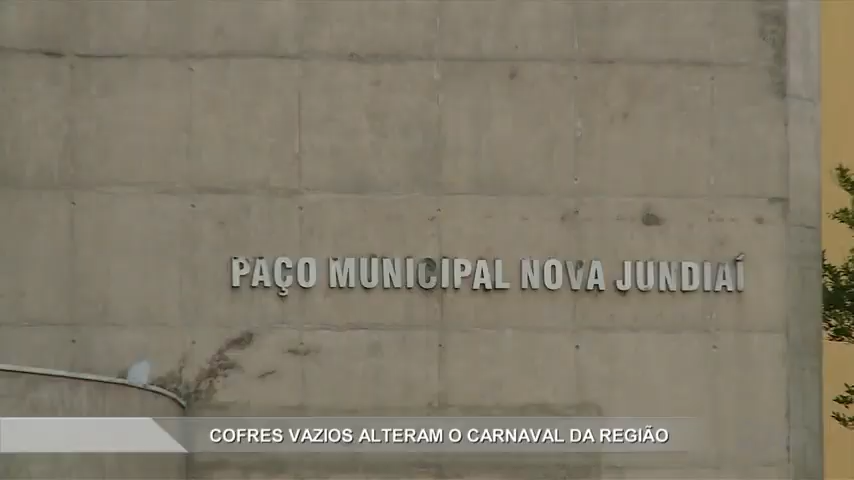 PAÇO MUNICIPAL NOVA JUNDIAÍ
COFRES VAZIOS ALTERAM O CARNAVAL DA REGIÃO